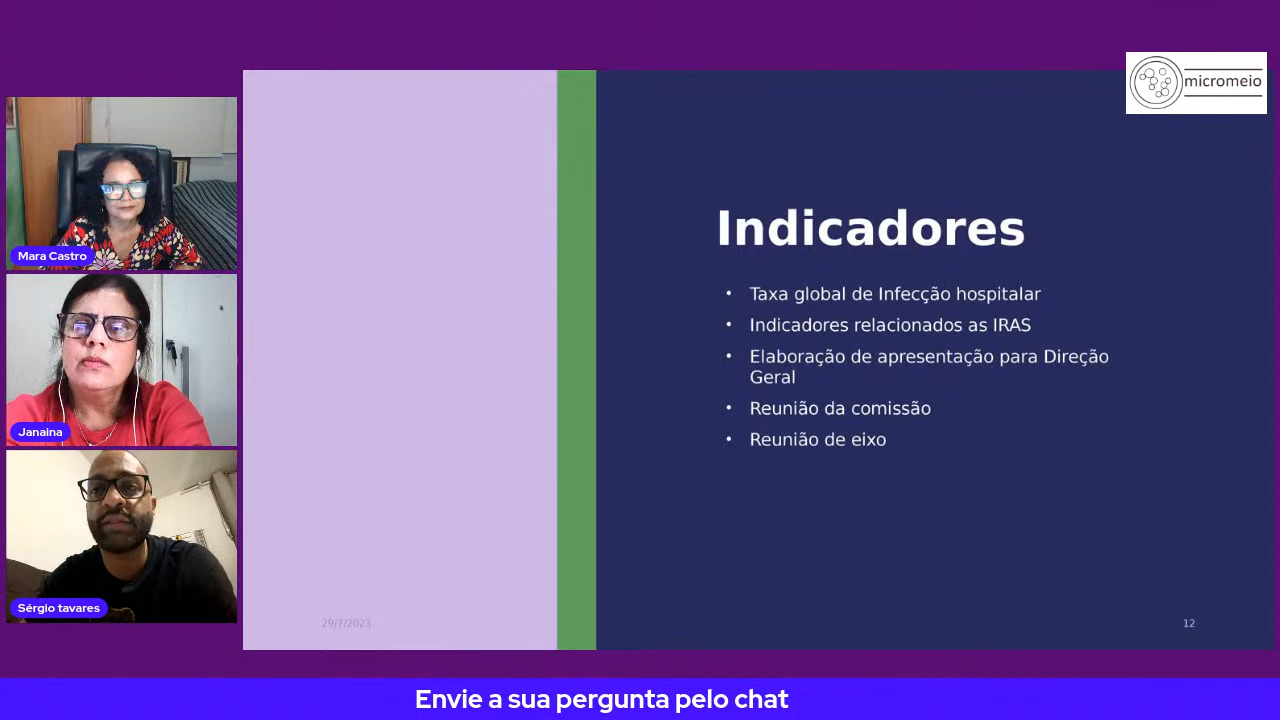 micromeio
Mara Castro
Janaina
Sérgio tavares
Indicadores
• Taxa global de Infecção hospitalar
• Indicadores relacionados as IRAS
• Elaboração de apresentação para Direção
Geral
• Reunião da comissão
• Reunião de eixo
29/7/2023
12
Envie a sua pergunta pelo chat